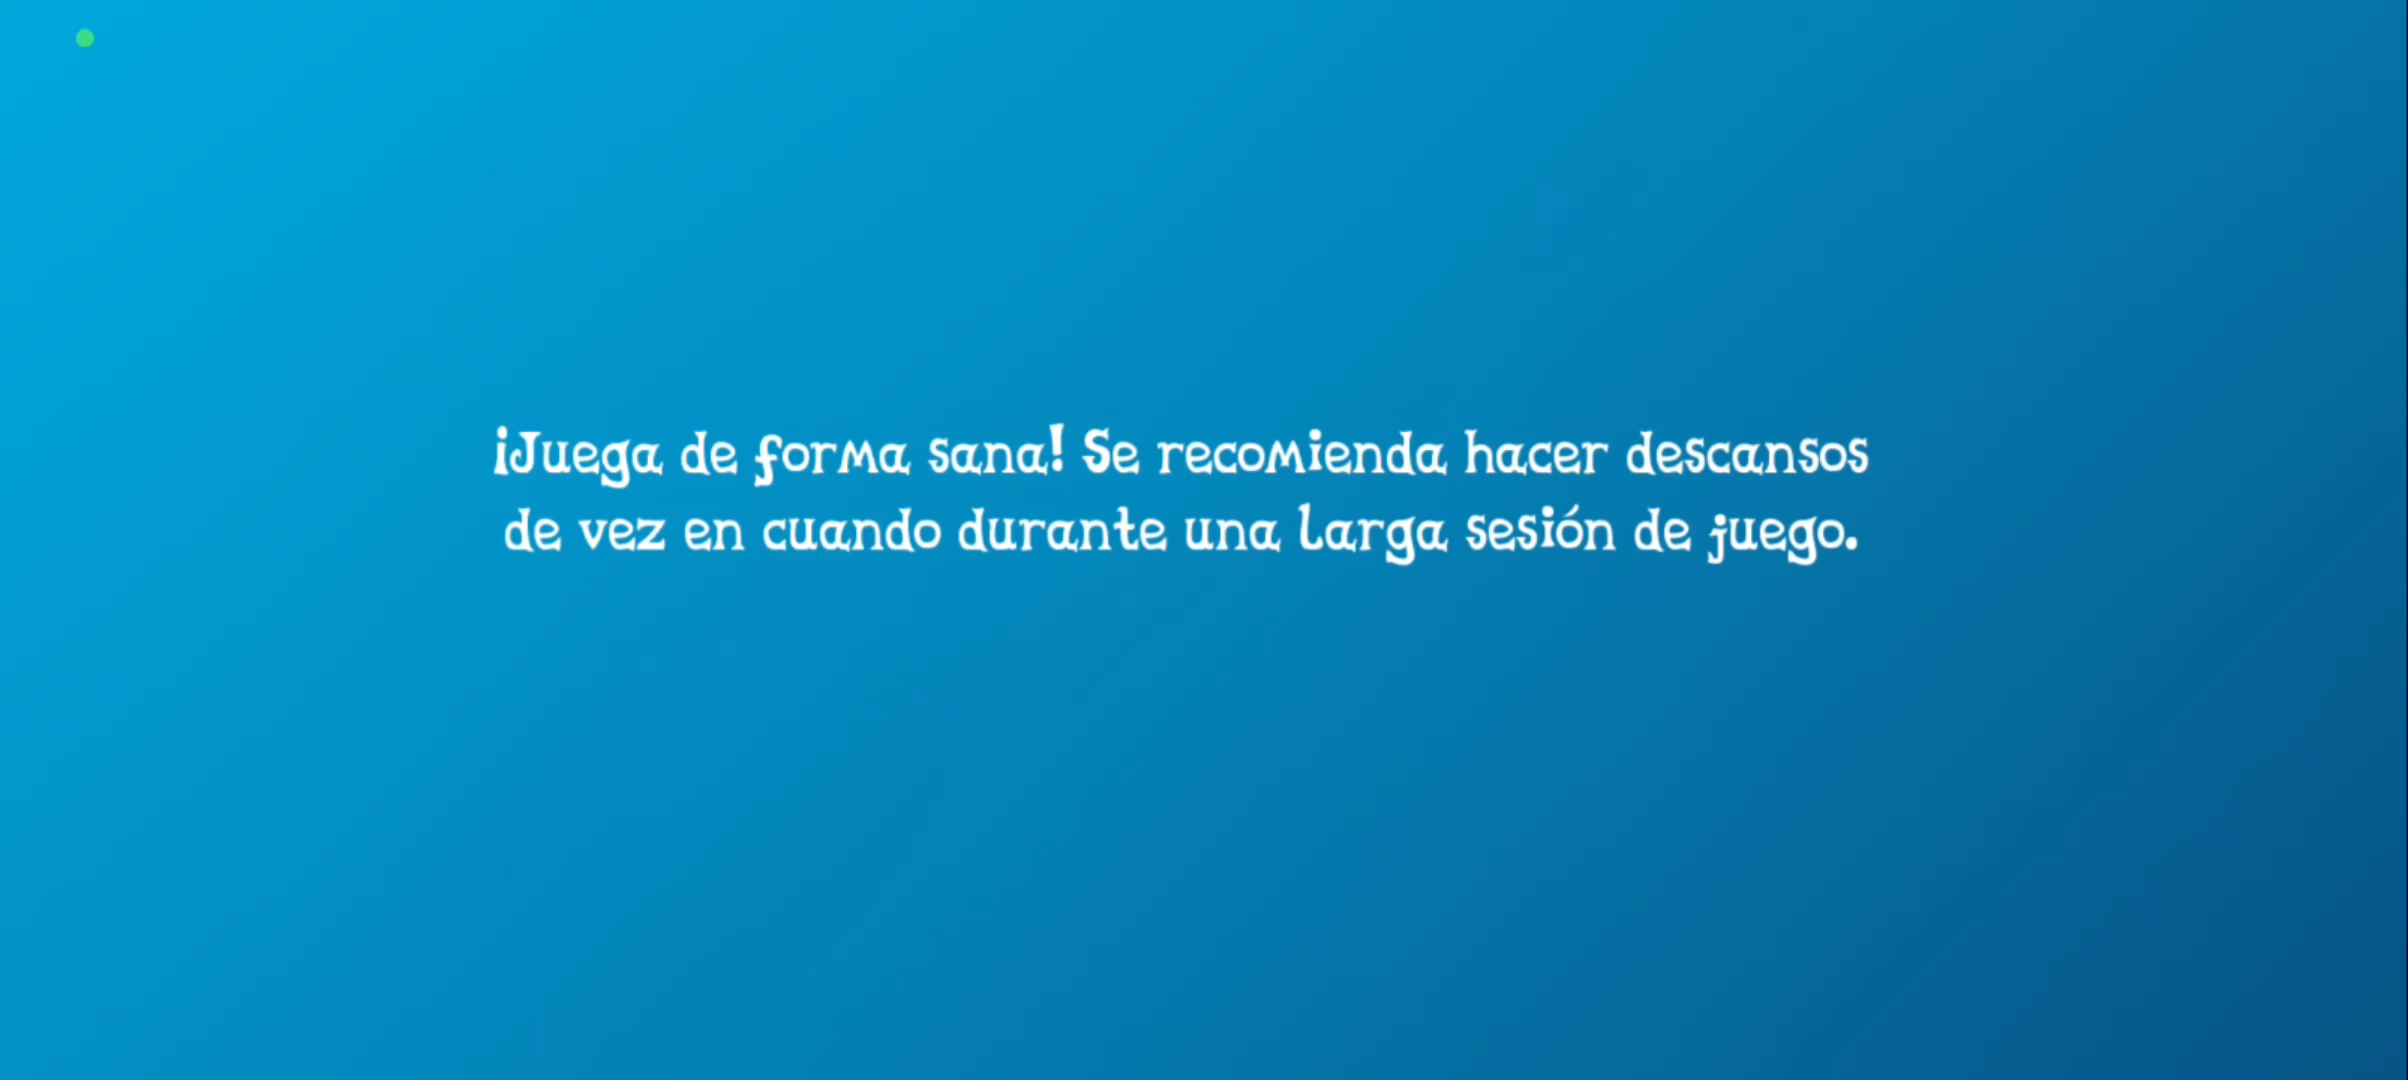 ¡Juega de forma sana! Se recomienda hacer descansos
de vez en cuando durante una larga sesión de juego.